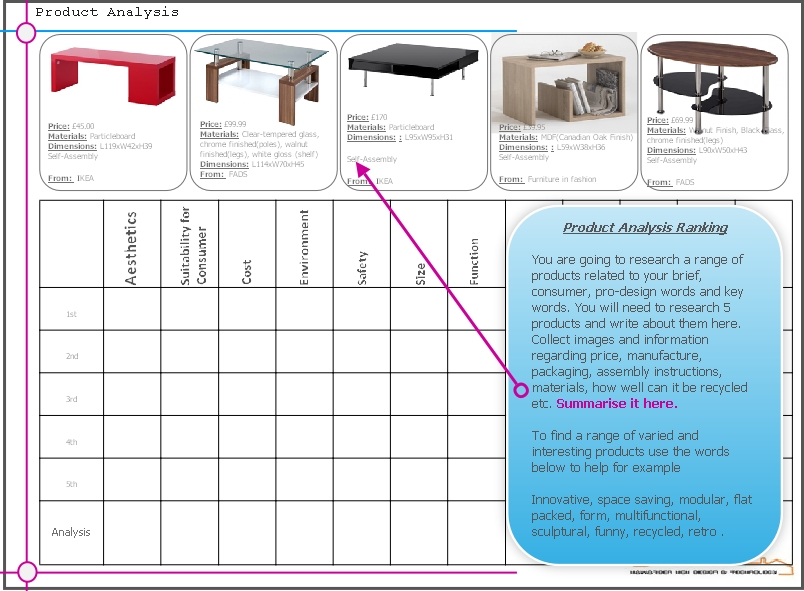 Product Analysis
Price: £45.00
Materials: Particleboard
Dimensions: L119xW42xH39
Self-Assembly
From: IKEA
Price: £99.99
Materials: Clear-tempered glass,
chrome finished(poles), walnut
finished(legs), white gloss (shelf)
Dimensions: L114xW70xH45
From: FADS
Price: £170
Materials: Particleboard
Dimensions: : L95xW95xH31
Self-Assembly
From: IKEA
Price: £39.95
Materials: MDF(Canadian Oak Finish)
Dimensions: : L59xW38xH36
Self-Assembly
From: Furniture in fashion
Price: £69.99
Materials: Walnut Finish, Black glass,
chrome finished(legs)
Dimensions: L90xW50xH43
Self-Assembly
From: FADS
Aesthetics
Suitability for
Consumer
Cost
Environment
Safety
Size
Function
1st
2nd
3rd
4th
5th
Analysis
Product Analysis Ranking
You are going to research a range of
products related to your brief,
consumer, pro-design words and key
words. You will need to research 5
products and write about them here.
Collect images and information
regarding price, manufacture,
packaging, assembly instructions,
materials, how well can it be recycled
etc. Summarise it here.
To find a range of varied and
interesting products use the words
below to help for example
Innovative, space saving, modular, flat
packed, form, multifunctional,
sculptural, funny, recycled, retro .
HAWARDEN HIGH DESIGN & TECHNOLOGY